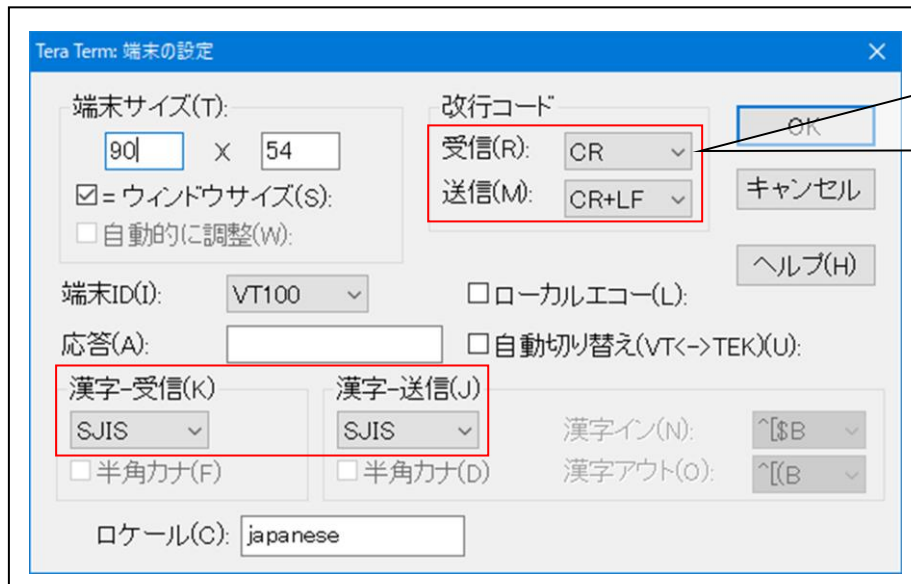 Tera Term: 端末の設定
端末サイズ(T):
90 X 54
☑= ウィンドウサイズ(S):
□自動的に調整(W):
改行コード
受信(R): CR
送信(M): CR+LF
OK
キャンセル
ヘルプ(H)
端末ID(I): VT100
□ローカルエコー(L):
応答(A):
□自動切り替え(VT<->TEK)(U):
漢字-受信(K)
SJIS
□半角カナ(F)
漢字-送信(J)
SJIS
□半角カナ(D)
漢字イン(N): ^[$B
漢字アウト(O): ^[(B
ロケール(C): japanese